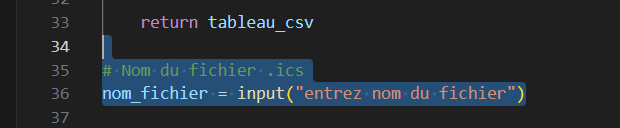 33 return tableau_csv
34
35 # Nom du fichier .ics
36 nom_fichier = input("entrez nom du fichier")
37